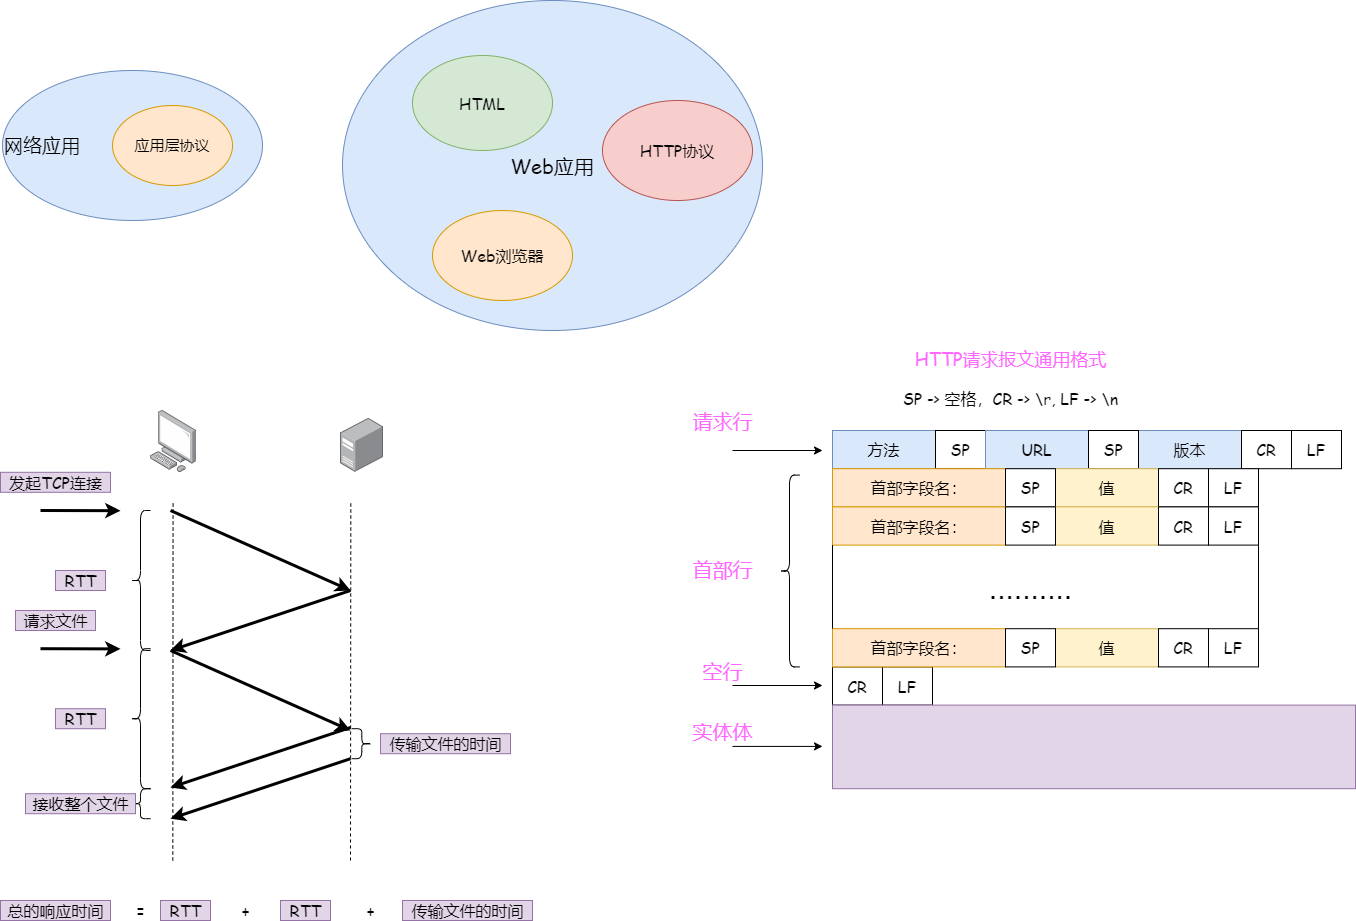 网络应用
应用层协议
HTML
Web应用
HTTP协议
Web浏览器
发起TCP连接
RTT
请求文件
RTT
传输文件的时间
接收整个文件
总的响应时间 = RTT + RTT + 传输文件的时间
HTTP请求报文通用格式
SP -> 空格，CR -> \r, LF -> \n
请求行
方法 SP URL SP 版本 CR LF
首部字段名： SP 值 CR LF
首部字段名： SP 值 CR LF
首部行
..........
首部字段名： SP 值 CR LF
空行
CR LF
实体体